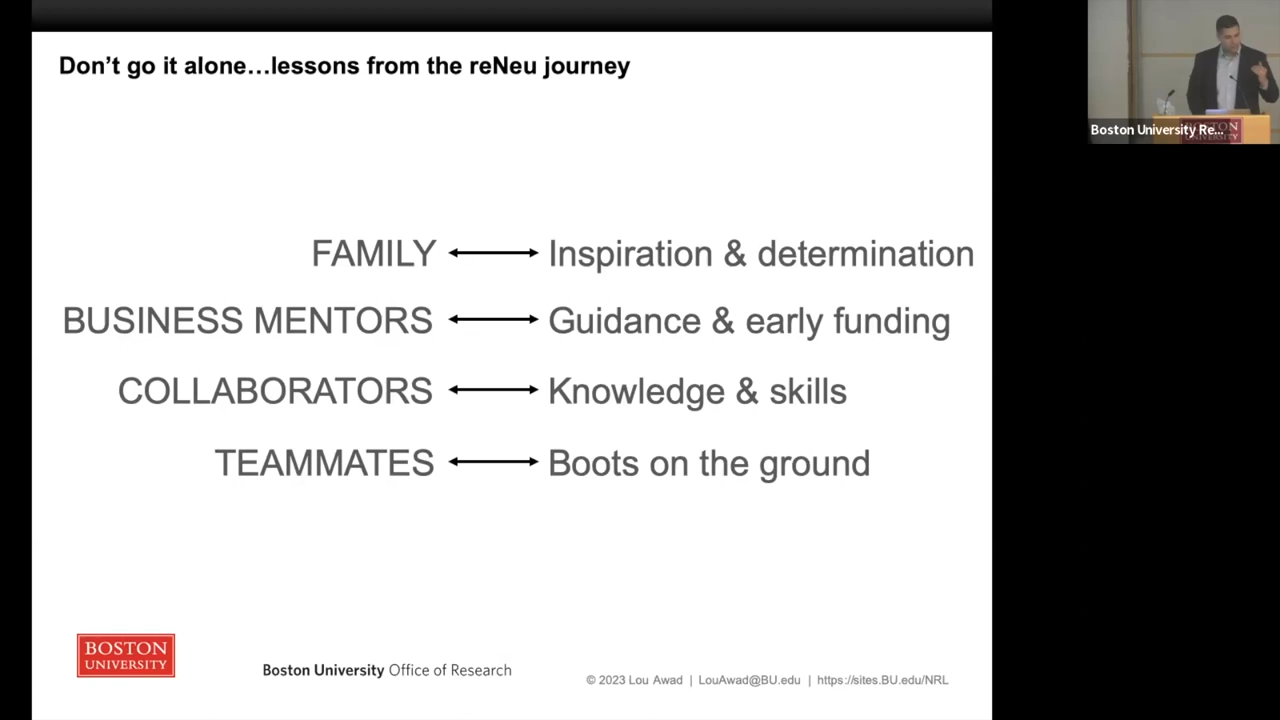 Don't go it alone...lessons from the reNeu journey
FAMILY ↔ Inspiration & determination
BUSINESS MENTORS ↔ Guidance & early funding
COLLABORATORS ↔ Knowledge & skills
TEAMMATES ↔ Boots on the ground
BOSTON
UNIVERSITY
Boston University Office of Research
© 2023 Lou Awad | LouAwad@BU.edu | https://sites.BU.edu/NRL
BOSTON
UNIVERSITY
Boston University Re...